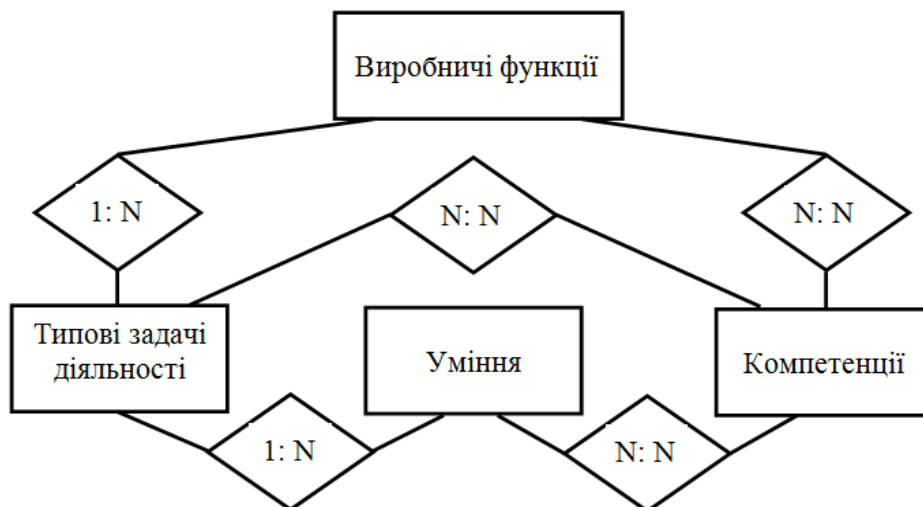 Виробничі функції
1: N
N: N
N: N
Типові задачі
діяльності
Уміння
Компетенції
1: N
N: N